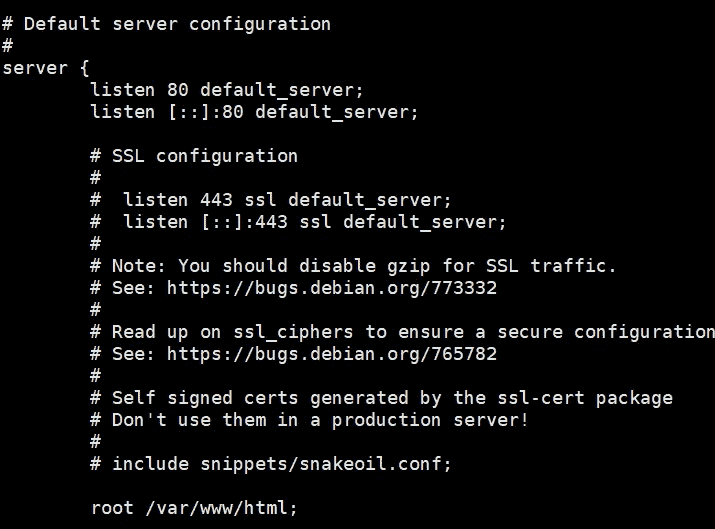 # Default server configuration
#
server {
        listen 80 default_server;
        listen [::]:80 default_server;

        # SSL configuration
        #
        #  listen 443 ssl default_server;
        #  listen [::]:443 ssl default_server;
        #
        # Note: You should disable gzip for SSL traffic.
        # See: https://bugs.debian.org/773332
        #
        # Read up on ssl_ciphers to ensure a secure configuration
        # See: https://bugs.debian.org/765782
        #
        # Self signed certs generated by the ssl-cert package
        # Don't use them in a production server!
        #
        # include snippets/snakeoil.conf;

        root /var/www/html;